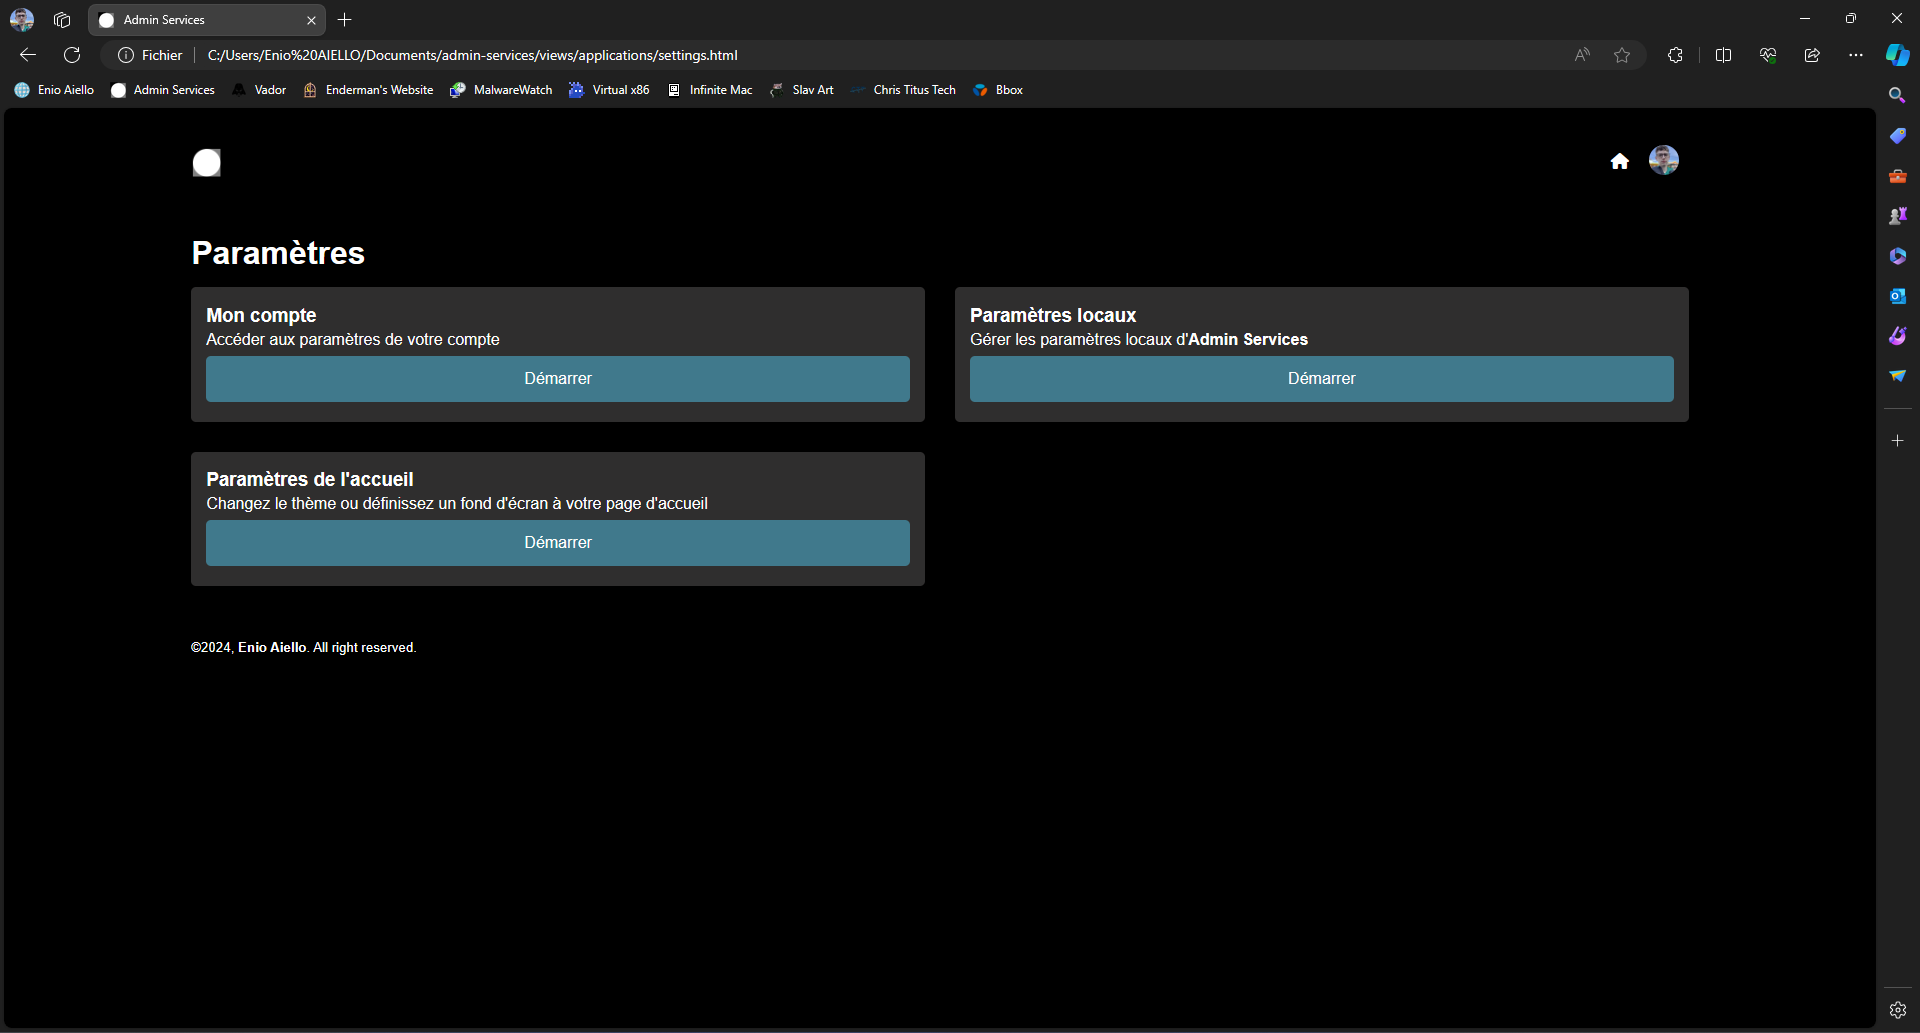 Admin Services
Fichier C:/Users/Enio%20AIELLO/Documents/admin-services/views/applications/settings.html
Enio Aiello Admin Services Vador Enderman's Website MalwareWatch Virtual x86 Infinite Mac Slav Art Chris Titus Tech Bbox
Paramètres
Mon compte
Accéder aux paramètres de votre compte
Démarrer
Paramètres locaux
Gérer les paramètres locaux d'Admin Services
Démarrer
Paramètres de l'accueil
Changez le thème ou définissez un fond d'écran à votre page d'accueil
Démarrer
©2024, Enio Aiello. All right reserved.